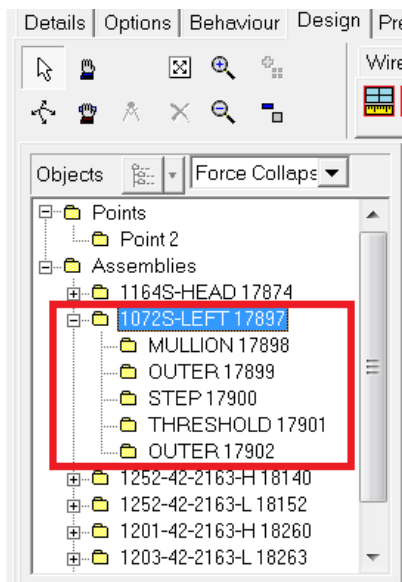 Details Options Behaviour Design Pre
Wire
Objects Force Collaps
Points
Point 2
Assemblies
1164S-HEAD 17874
1072S-LEFT 17897
MULLION 17898
OUTER 17899
STEP 17900
THRESHOLD 17901
OUTER 17902
1252-42-2163-H 18140
1252-42-2163-L 18152
1201-42-2163-H 18260
1203-42-2163-L 18263